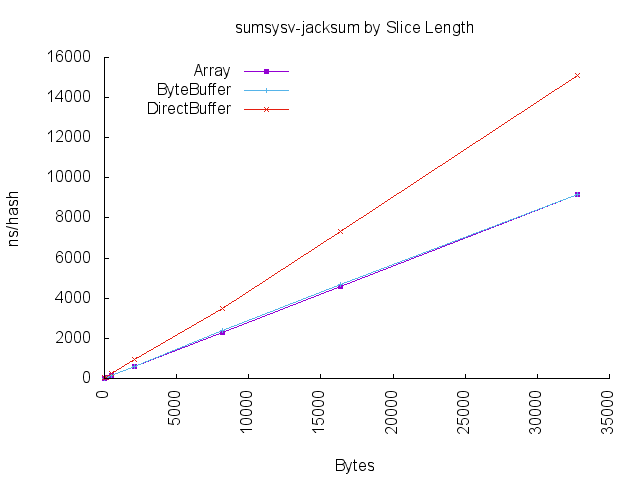 sumsysv-jacksum by Slice Length
16000
14000
12000
10000
8000
6000
4000
2000
0
Array
ByteBuffer
DirectBuffer
ns/hash
0
5000
10000
15000
20000
25000
30000
35000
Bytes